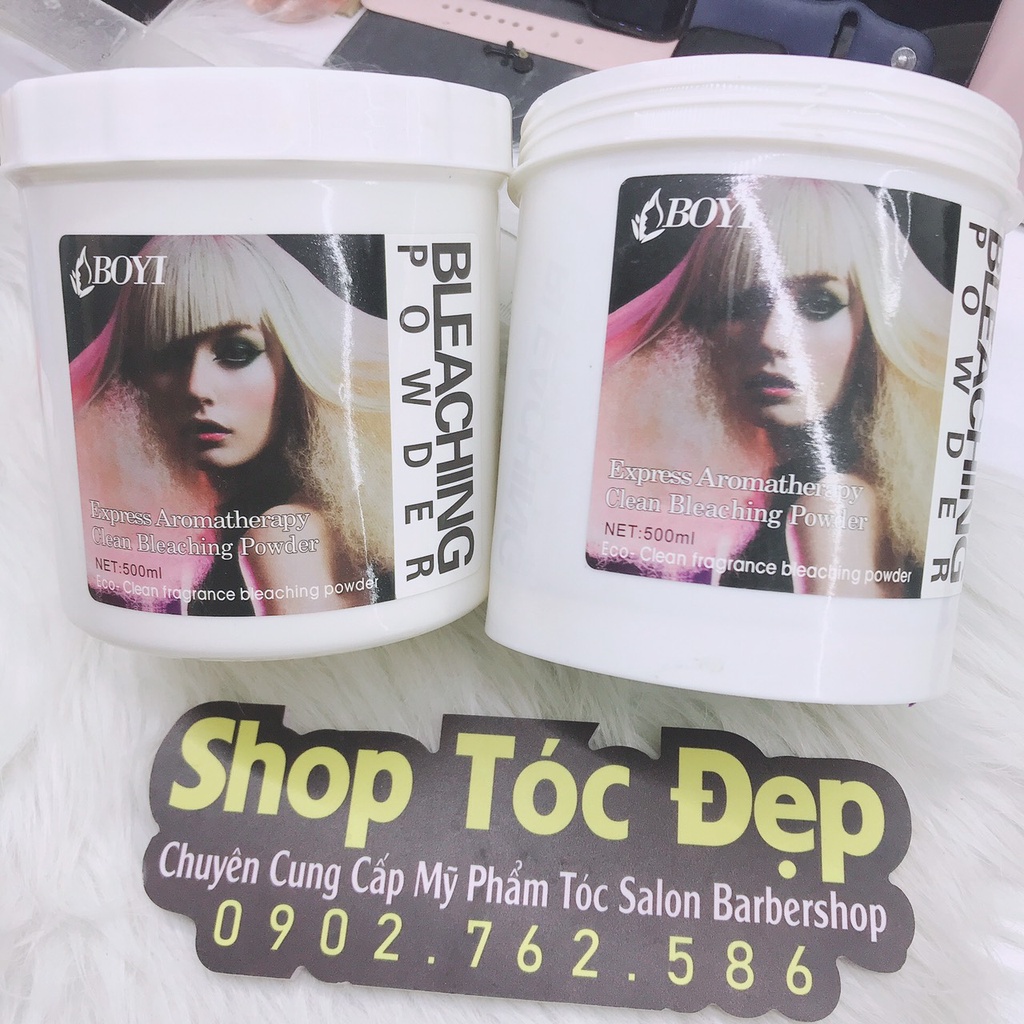 BOYI
BLEACHING
POWDER
Express Aromatherapy
Clean Bleaching Powder
NET:500ml
Eco- Clean fragrance bleaching powder
BOYI
BLEACHING
POWDER
Express Aromatherapy
Clean Bleaching Powder
NET:500ml
Eco- Clean fragrance bleaching powder
Shop Tóc Đẹp
Chuyên Cung Cấp Mỹ Phẩm Tóc Salon Barbershop
0902.762.586